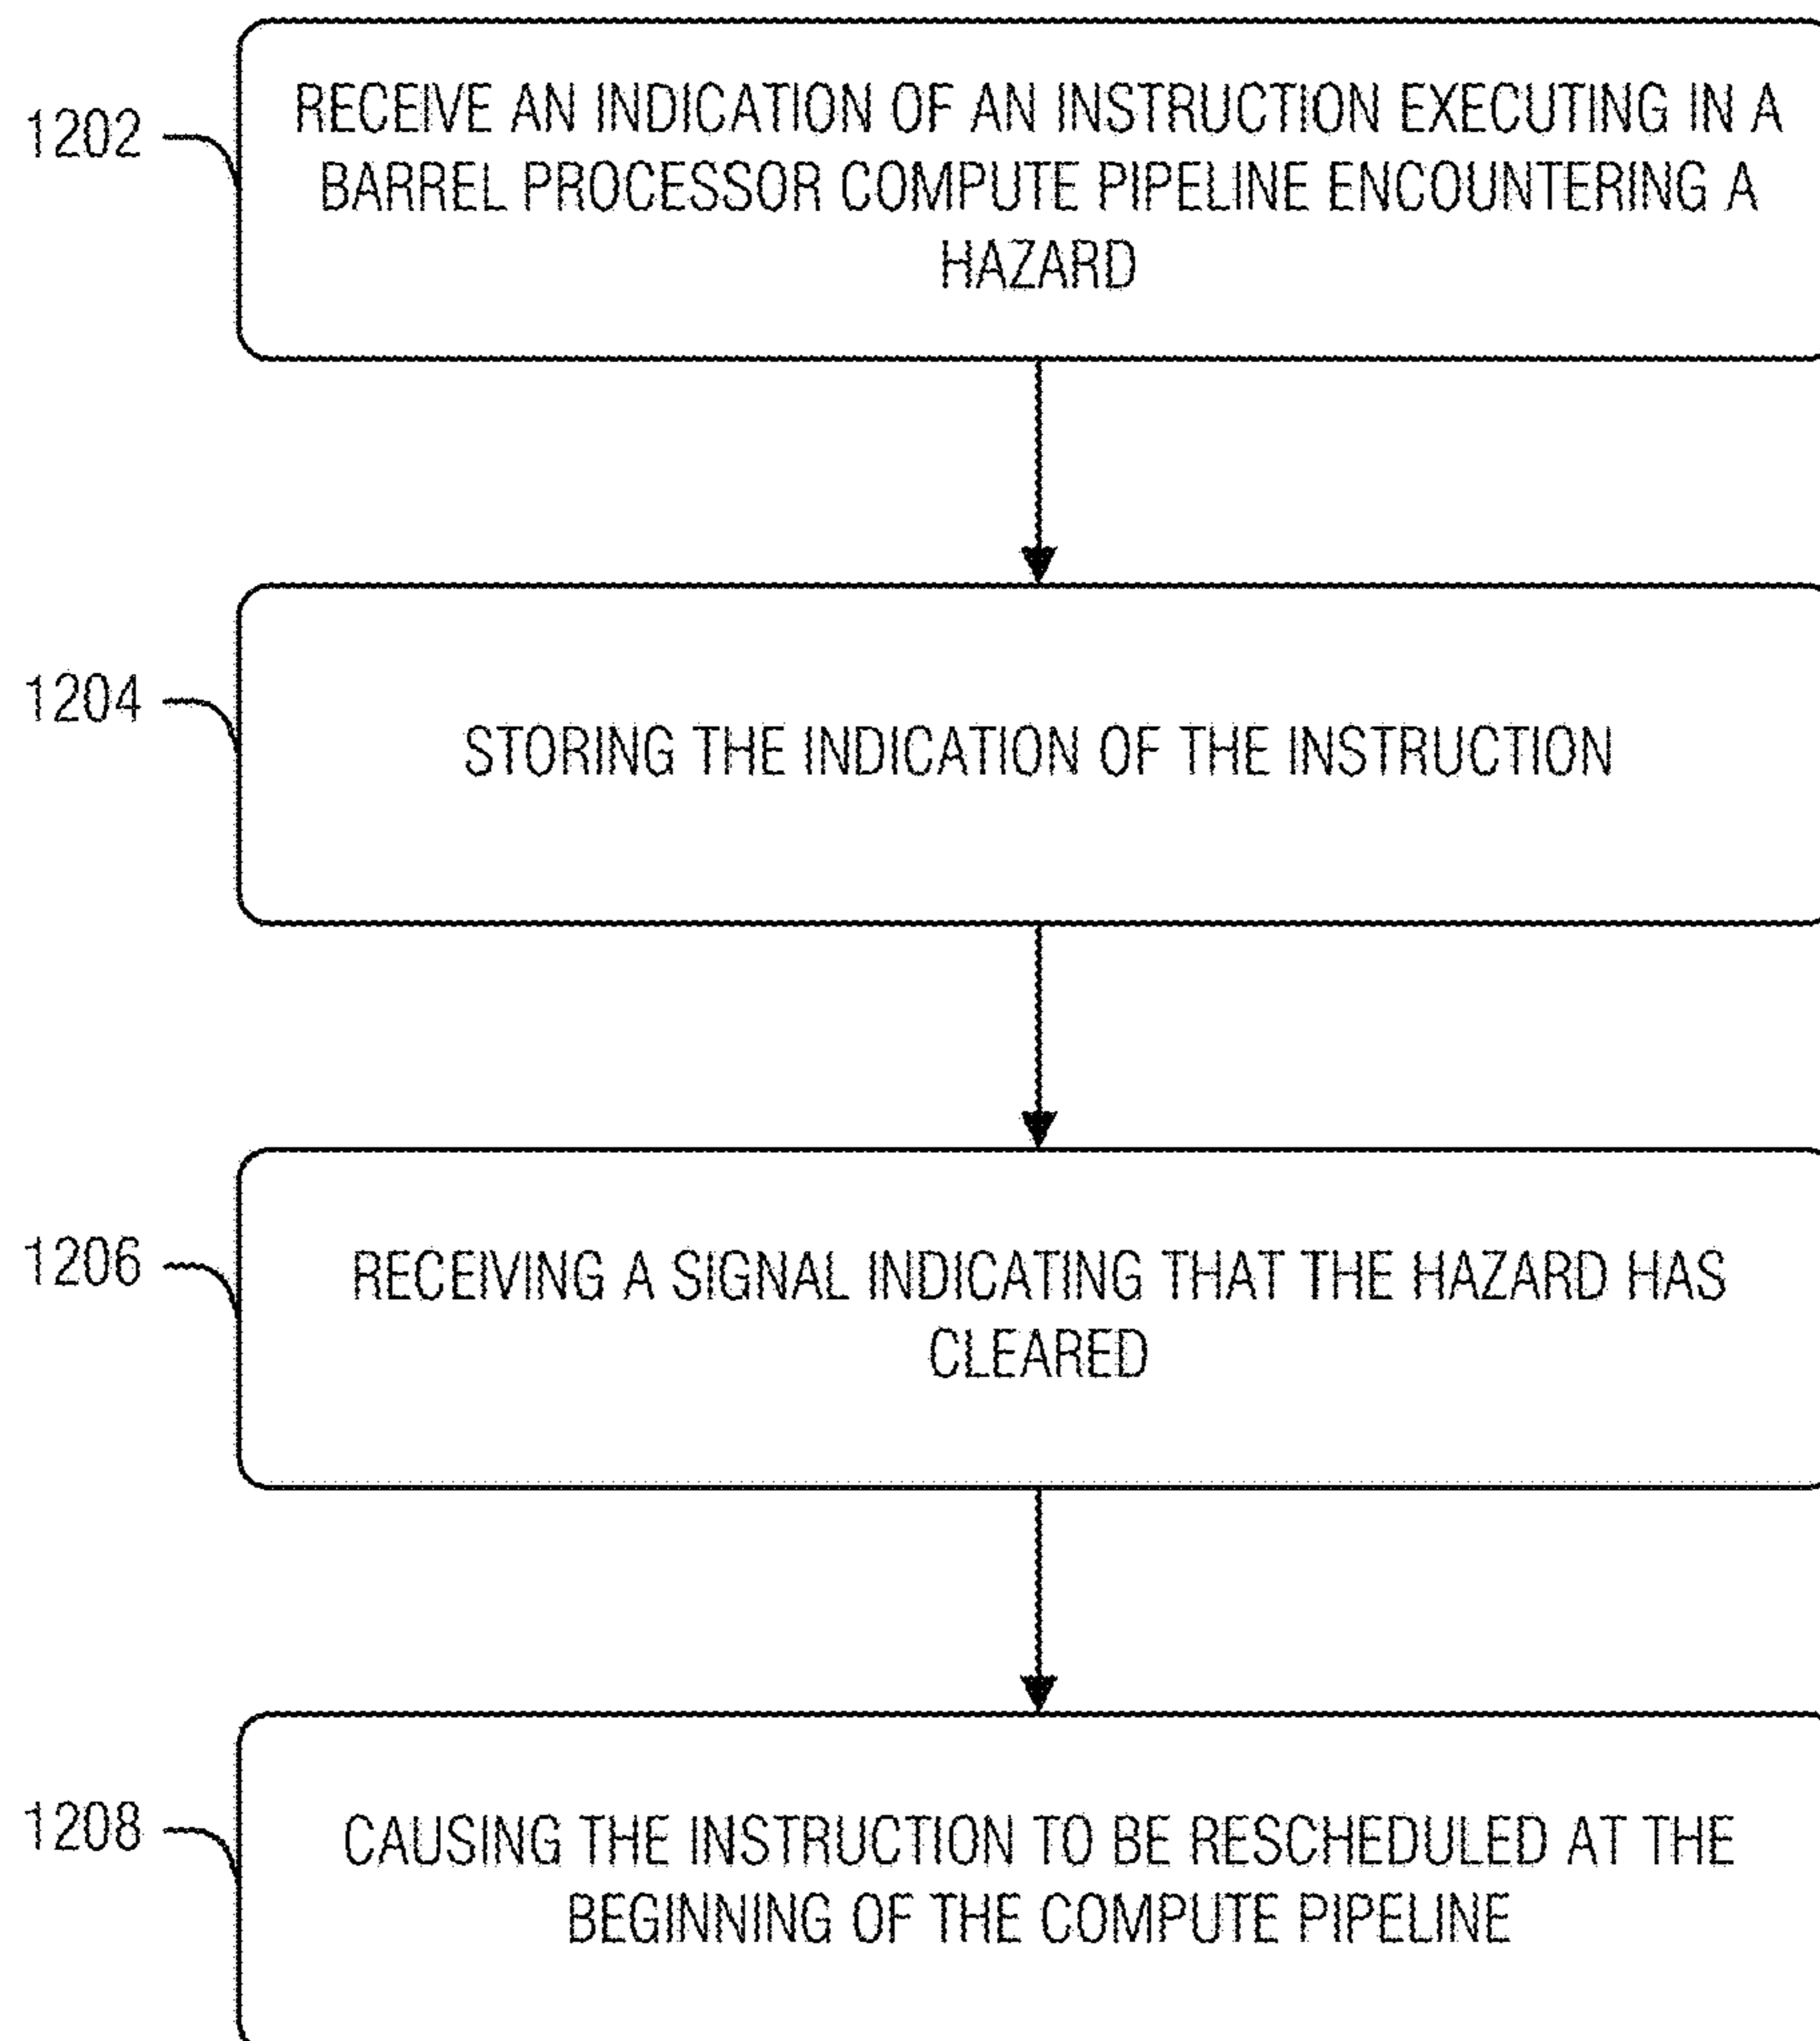 1202
RECEIVE AN INDICATION OF AN INSTRUCTION EXECUTING IN A
BARREL PROCESSOR COMPUTE PIPELINE ENCOUNTERING A
HAZARD
1204
STORING THE INDICATION OF THE INSTRUCTION
1206
RECEIVING A SIGNAL INDICATING THAT THE HAZARD HAS
CLEARED
1208
CAUSING THE INSTRUCTION TO BE RESCHEDULED AT THE
BEGINNING OF THE COMPUTE PIPELINE